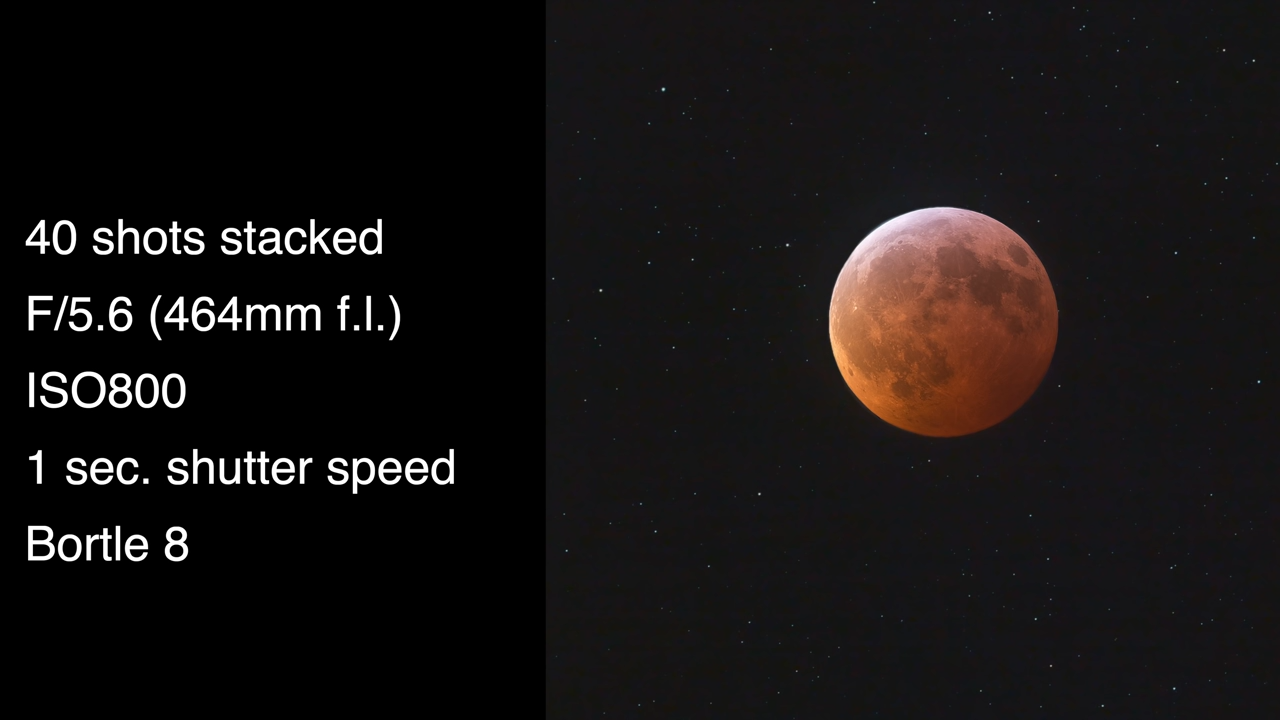 40 shots stacked
F/5.6 (464mm f.l.)
ISO800
1 sec. shutter speed
Bortle 8